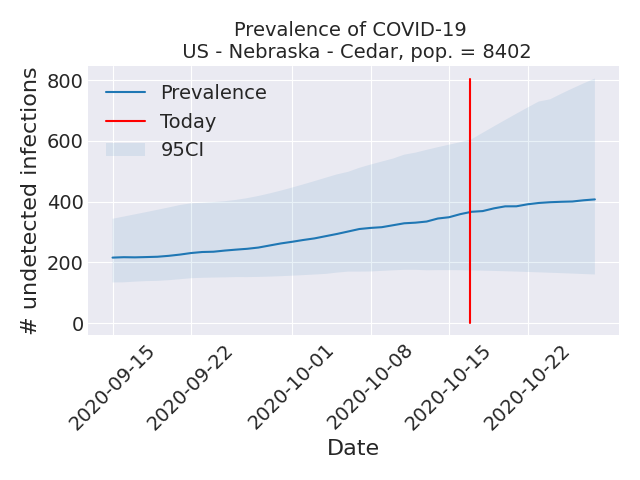 Prevalence of COVID-19
US - Nebraska - Cedar, pop. = 8402
# undetected infections
800
600
400
200
0
Prevalence
Today
95CI
2020-09-15
2020-09-22
2020-10-01
2020-10-08
2020-10-15
2020-10-22
Date